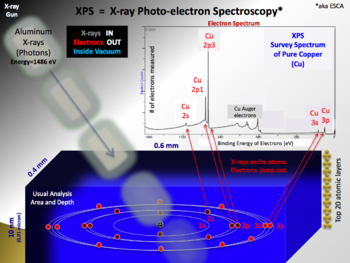 X-ray
Gun
XPS = X-ray Photo-electron Spectroscopy*
*aka ESCA
Aluminum
X-rays
(Photons)
Energy=1486 eV
X-rays IN
Electrons OUT
Inside Vacuum
Electron Spectrum
Cu
2p3
XPS
Survey Spectrum
of Pure Copper
(Cu)
# of electrons measured
Cu
2p1
Cu
2s
Cu Auger
electrons
Cu Cu
3s 3p
Binding Energy of Electrons (eV)
0.6 mm
0.4 mm
X-rays excite atoms.
Electrons jump out.
Usual Analysis
Area and Depth
10 nm
(0.01 micron)
1s
2s
2p
3s
3p
Top 20 atomic layers